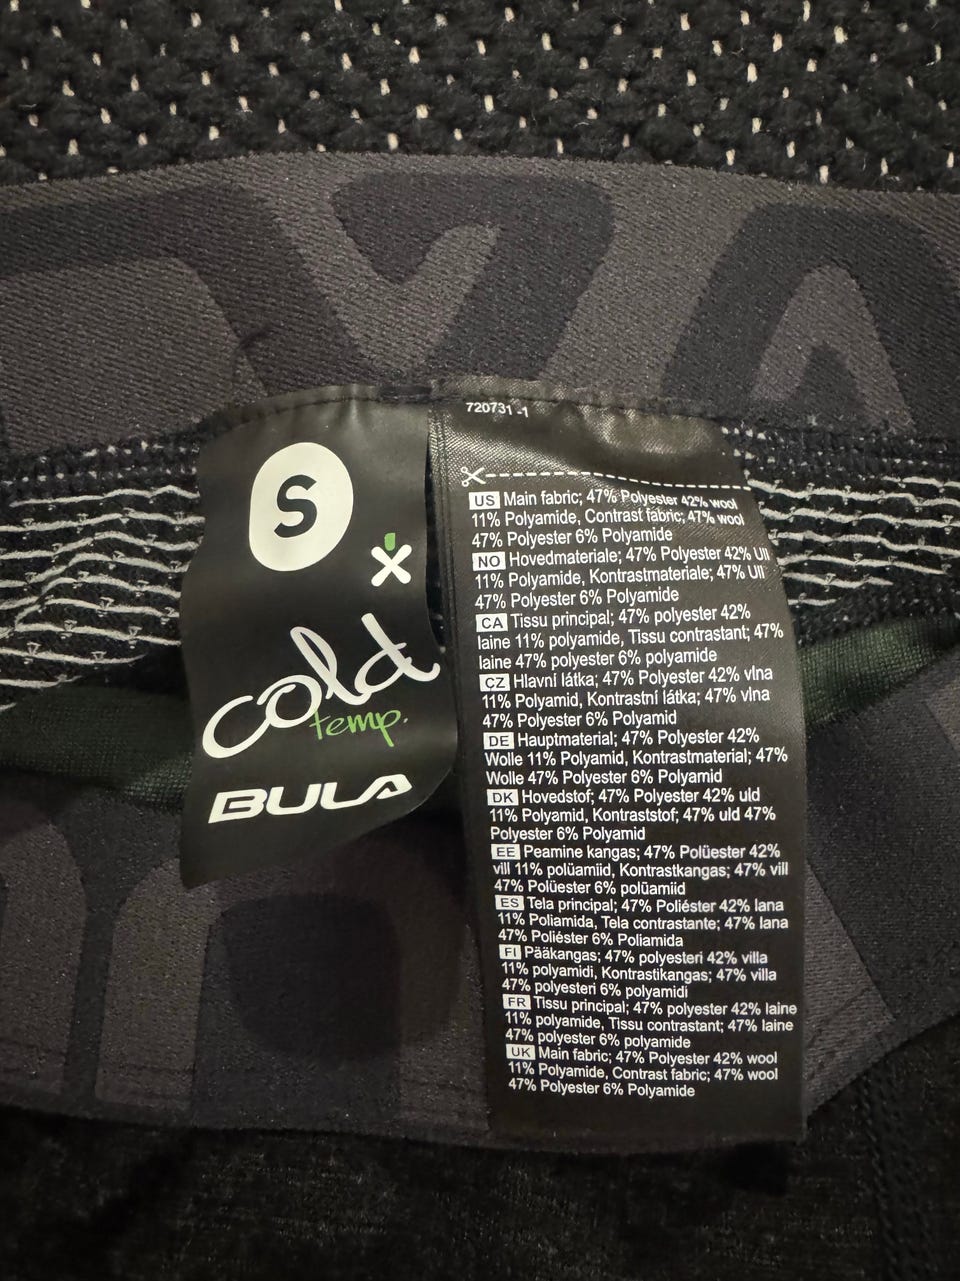 S
cold
temp.
BULA
720731 -1
US Main fabric; 47% Polyester 42% wool
11% Polyamide, Contrast fabric; 47% wool
47% Polyester 6% Polyamide
NO Hovedmateriale; 47% Polyester 42% Ull
11% Polyamide, Kontrastmateriale; 47% Ull
47% Polyester 6% Polyamide
CA Tissu principal; 47% polyester 42%
laine 11% polyamide, Tissu contrastant; 47%
laine 47% polyester 6% polyamide
CZ Hlavní látka; 47% Polyester 42% vlna
11% Polyamid, Kontrastní látka; 47% vlna
47% Polyester 6% Polyamid
DE Hauptmaterial; 47% Polyester 42%
Wolle 11% Polyamid, Kontrastmaterial; 47%
Wolle 47% Polyester 6% Polyamid
DK Hovedstof; 47% Polyester 42% uld
11% Polyamid, Kontraststof; 47% uld 47%
Polyester 6% Polyamid
EE Peamine kangas; 47% Polüester 42%
vill 11% polüamiid, Kontrastkangas; 47% vill
47% Polüester 6% polüamiid
ES Tela principal; 47% Poliéster 42% lana
11% Poliamida, Tela contrastante; 47% lana
47% Poliéster 6% Poliamida
FI Pääkangas; 47% polyesteri 42% villa
11% polyamidi, Kontrastikangas; 47% villa
47% polyesteri 6% polyamidi
FR Tissu principal; 47% polyester 42% laine
11% polyamide, Tissu contrastant; 47% laine
47% polyester 6% polyamide
UK Main fabric; 47% Polyester 42% wool
11% Polyamide, Contrast fabric; 47% wool
47% Polyester 6% Polyamide